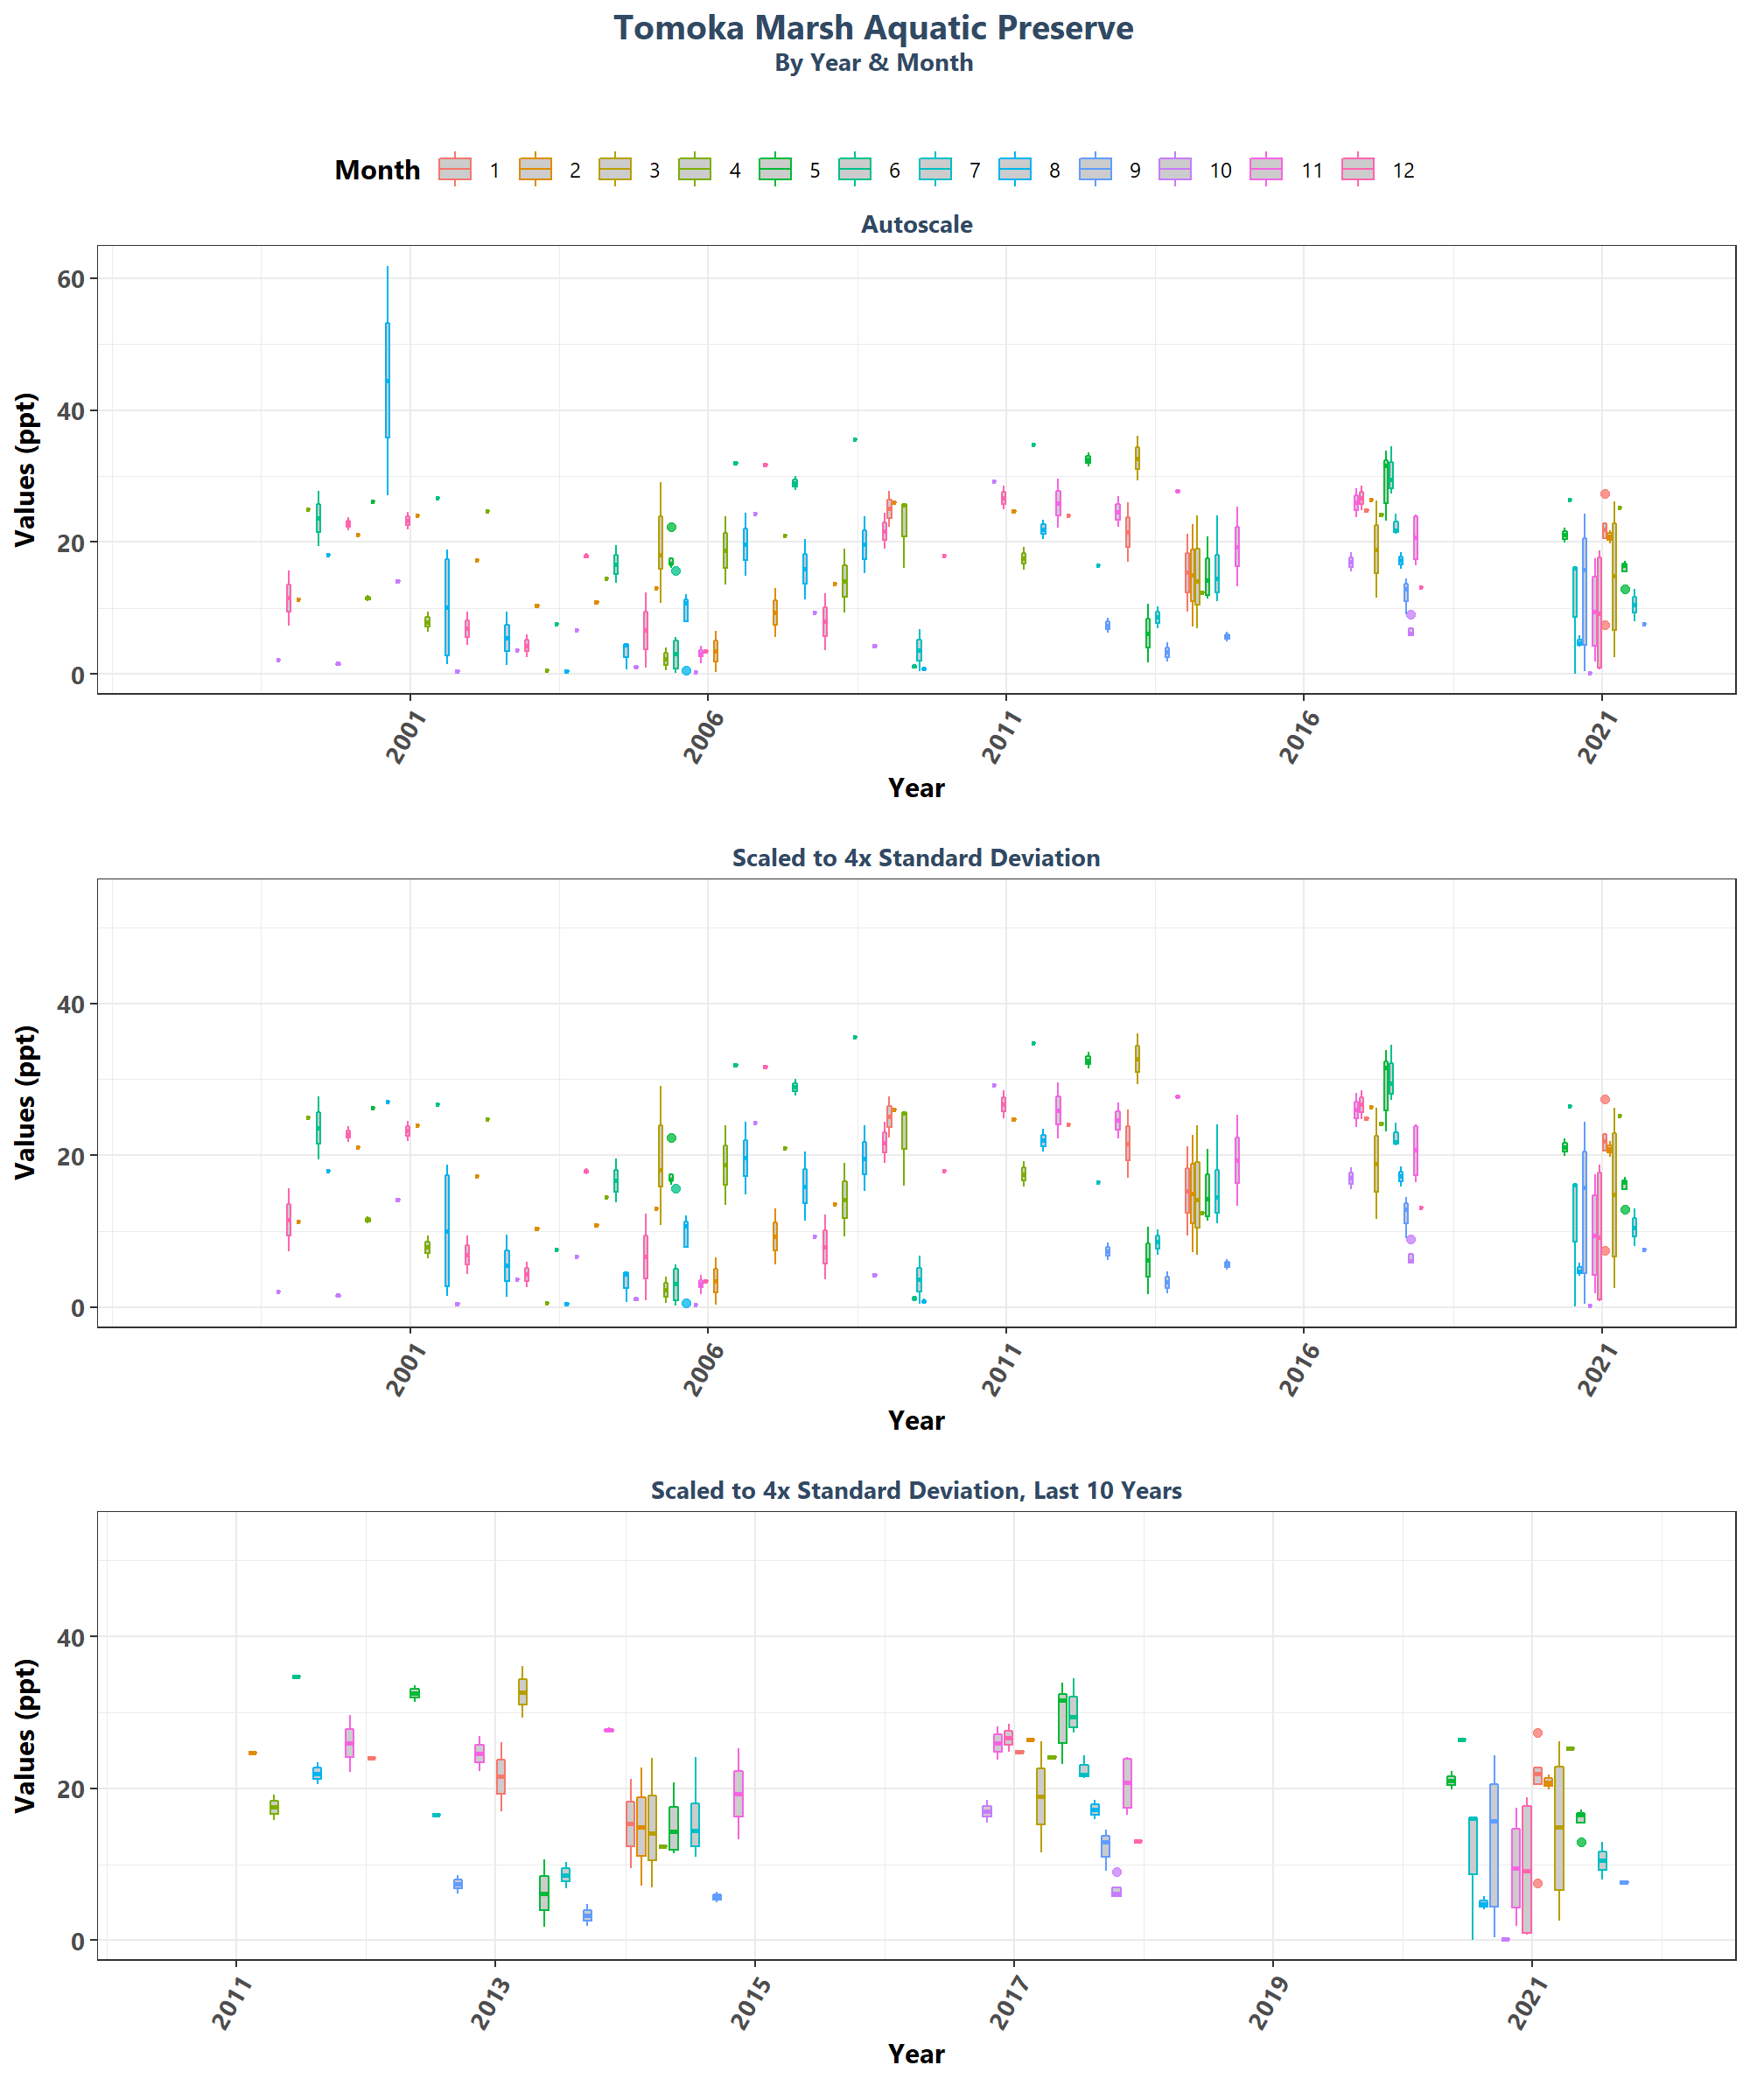 Tomoka Marsh Aquatic Preserve
By Year & Month
Month 1 2 3 4 5 6 7 8 9 10 11 12
Autoscale
Values (ppt)
60
40
20
0
2001 2006 2011 2016 2021
Year
Scaled to 4x Standard Deviation
Values (ppt)
40
20
0
2001 2006 2011 2016 2021
Year
Scaled to 4x Standard Deviation, Last 10 Years
Values (ppt)
40
20
0
2011 2013 2015 2017 2019 2021
Year